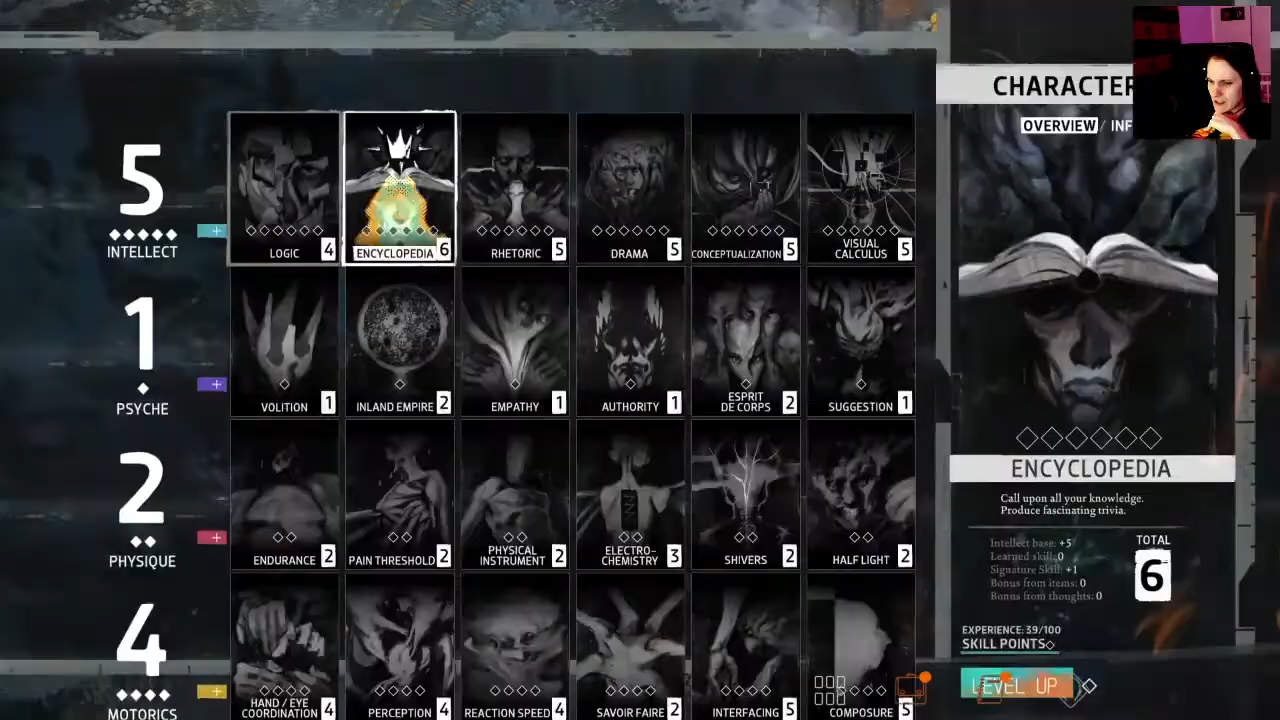 CHARACTER
OVERVIEW / INF
5
INTELLECT
+
LOGIC 4
ENCYCLOPEDIA 6
RHETORIC 5
DRAMA 5
CONCEPTUALIZATION 5
VISUAL
CALCULUS 5
1
PSYCHE
+
VOLITION 1
INLAND EMPIRE 2
EMPATHY 1
AUTHORITY 1
ESPRIT
DE CORPS 2
SUGGESTION 1
2
PHYSIQUE
+
ENDURANCE 2
PAIN THRESHOLD 2
PHYSICAL
INSTRUMENT 2
ELECTRO-
CHEMISTRY 3
SHIVERS 2
HALF LIGHT 2
4
MOTORICS
+
HAND / EYE
COORDINATION 4
PERCEPTION 4
REACTION SPEED 4
SAVOIR FAIRE 2
INTERFACING 5
COMPOSURE 5
ENCYCLOPEDIA
Call upon all your knowledge.
Produce fascinating trivia.
Intellect base: +5
Learned skill: 0
Signature Skill: +1
Bonus from items: 0
Bonus from thoughts: 0
TOTAL
6
EXPERIENCE: 39/100
SKILL POINTS
LEVEL UP